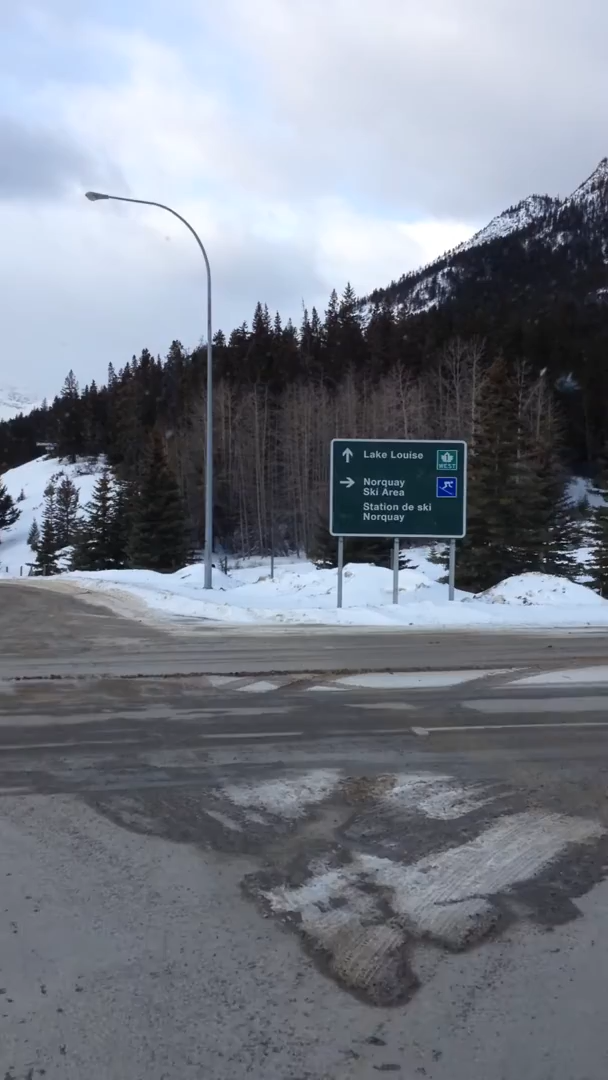 Lake Louise
WEST
Norquay
Ski Area
Station de ski
Norquay